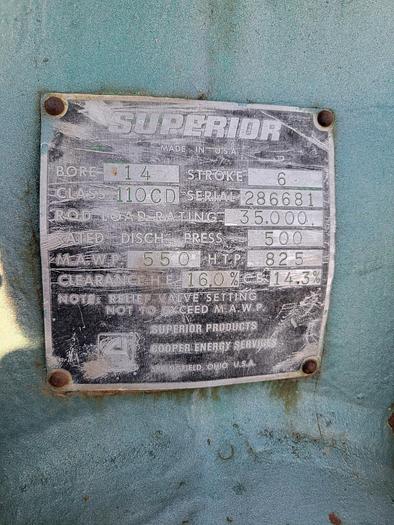 SUPERIOR
MADE IN U.S.A.
BORE 14 STROKE 6
CLASS 110CD SERIAL 286681
ROD LOAD RATING 35,000
RATED DISCH. PRESS. 500
M.A.W.P. 550 H.T.P. 825
CLEARANCE H.E. 16.0% C.E. 14.3%
NOTE: RELIEF VALVE SETTING
NOT TO EXCEED M.A.W.P.
SUPERIOR PRODUCTS
COOPER ENERGY SERVICES
SPRINGFIELD, OHIO U.S.A.